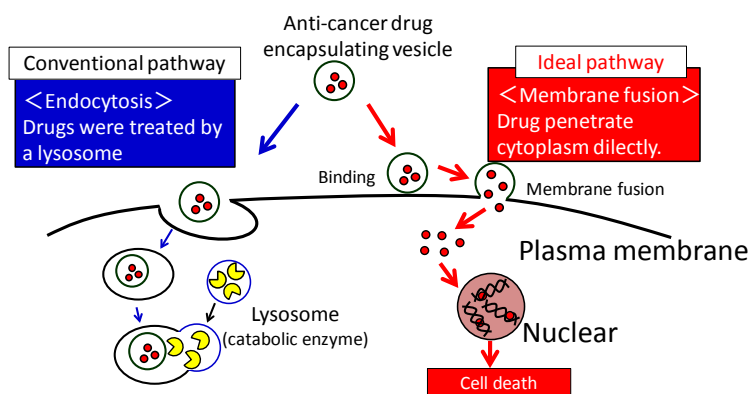 Anti-cancer drug
encapsulating vesicle
Conventional pathway
＜Endocytosis＞
Drugs were treated by
a lysosome
Ideal pathway
＜Membrane fusion＞
Drug penetrate
cytoplasm dilectly.
Binding
Membrane fusion
Plasma membrane
Lysosome
(catabolic enzyme)
Nuclear
Cell death